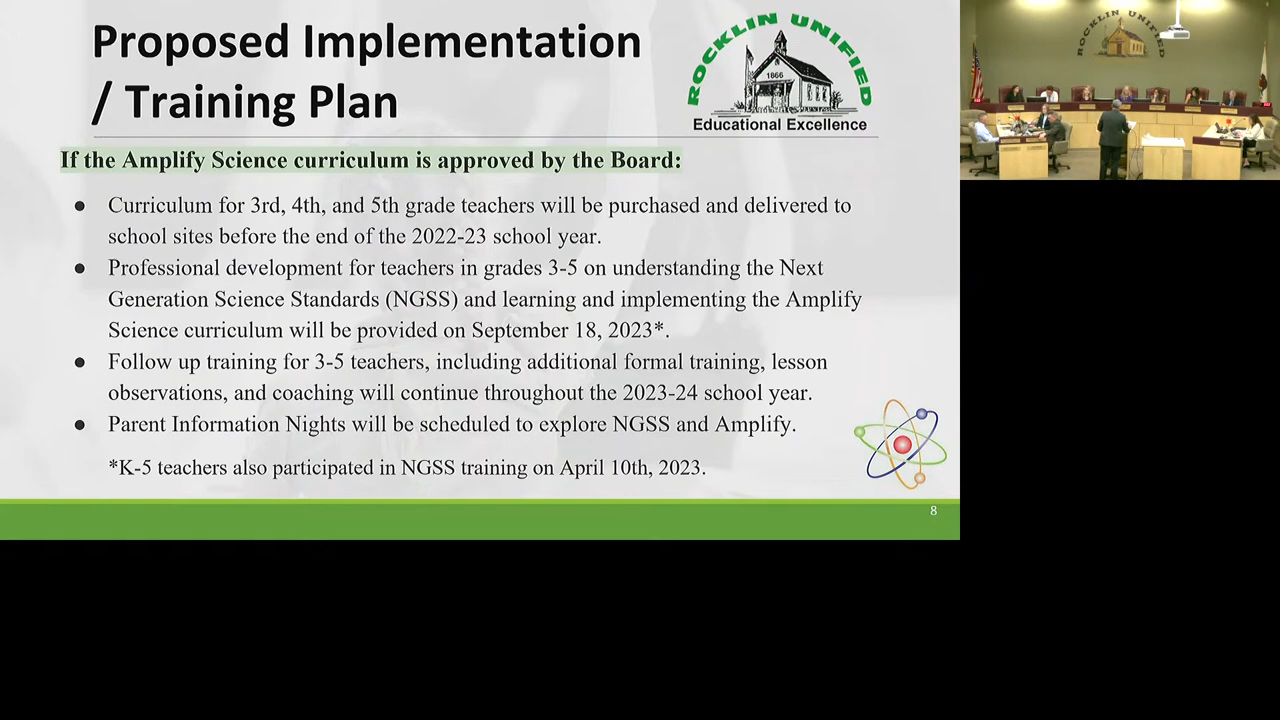 Proposed Implementation
/ Training Plan
ROCKLIN UNIFIED
1866
Educational Excellence
If the Amplify Science curriculum is approved by the Board:
● Curriculum for 3rd, 4th, and 5th grade teachers will be purchased and delivered to
school sites before the end of the 2022-23 school year.
● Professional development for teachers in grades 3-5 on understanding the Next
Generation Science Standards (NGSS) and learning and implementing the Amplify
Science curriculum will be provided on September 18, 2023*.
● Follow up training for 3-5 teachers, including additional formal training, lesson
observations, and coaching will continue throughout the 2023-24 school year.
● Parent Information Nights will be scheduled to explore NGSS and Amplify.
*K-5 teachers also participated in NGSS training on April 10th, 2023.
8
ROCKLIN UNIFIED